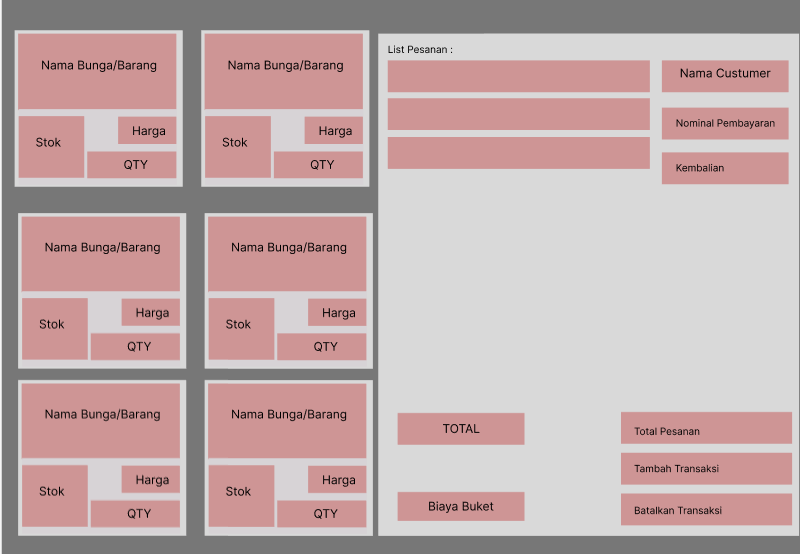 Nama Bunga/Barang
Stok
Harga
QTY
Nama Bunga/Barang
Stok
Harga
QTY
Nama Bunga/Barang
Stok
Harga
QTY
Nama Bunga/Barang
Stok
Harga
QTY
Nama Bunga/Barang
Stok
Harga
QTY
Nama Bunga/Barang
Stok
Harga
QTY
List Pesanan :
Nama Custumer
Nominal Pembayaran
Kembalian
TOTAL
Biaya Buket
Total Pesanan
Tambah Transaksi
Batalkan Transaksi